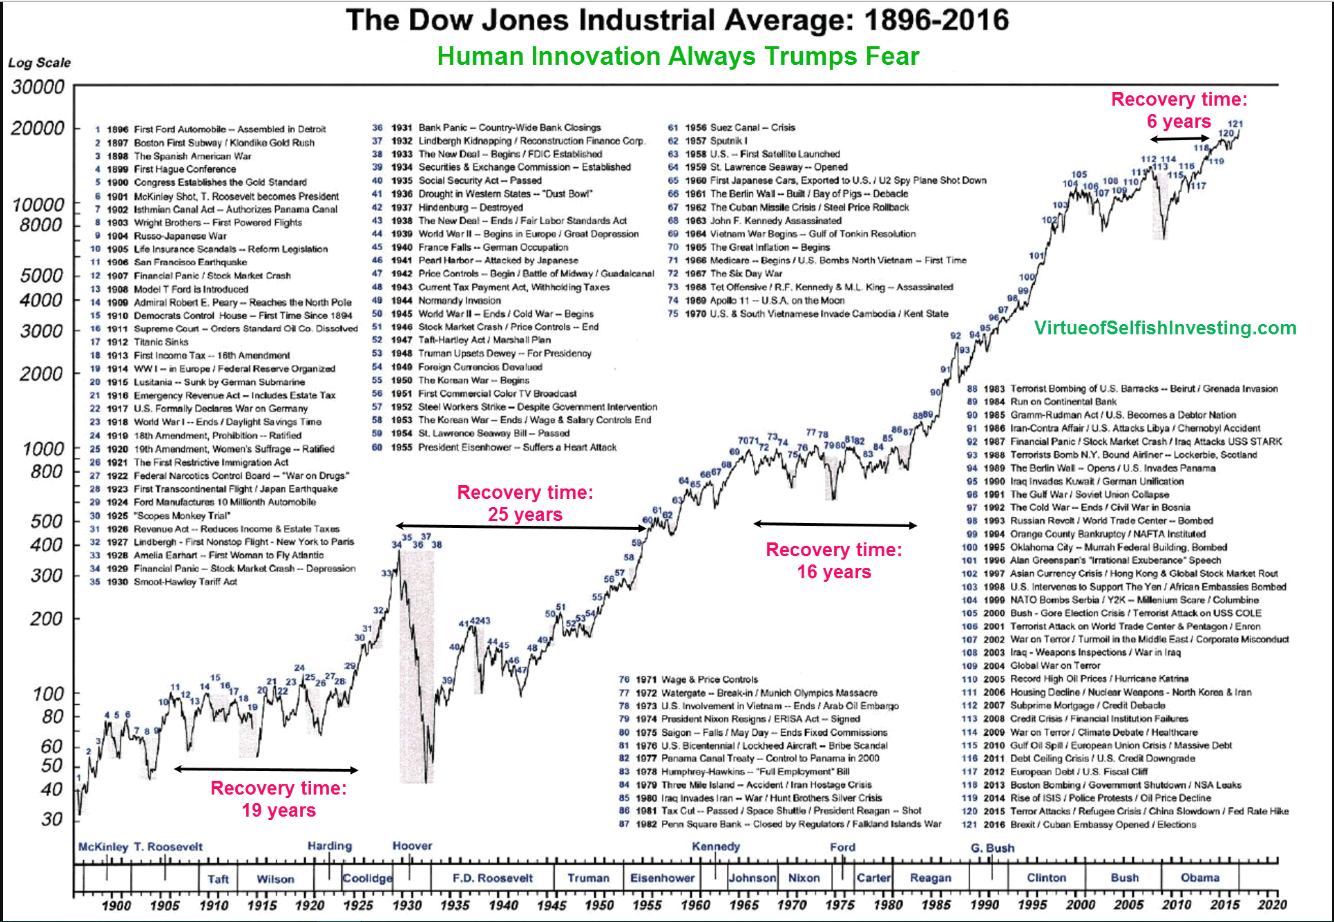 The Dow Jones Industrial Average: 1896-2016
Human Innovation Always Trumps Fear
Log Scale
30000
20000
10000
8000
5000
4000
3000
2000
1000
800
500
400
300
200
100
80
60
50
40
30
1 1896 First Ford Automobile -- Assembled in Detroit
2 1897 Boston First Subway / Klondike Gold Rush
3 1898 The Spanish American War
4 1899 First Hague Conference
5 1900 Congress Establishes the Gold Standard
6 1901 McKinley Shot, T. Roosevelt becomes President
7 1902 Isthmian Canal Act -- Authorizes Panama Canal
8 1903 Wright Brothers -- First Powered Flights
9 1904 Russo-Japanese War
10 1905 Life Insurance Scandals -- Reform Legislation
11 1906 San Francisco Earthquake
12 1907 Financial Panic / Stock Market Crash
13 1908 Model T Ford is Introduced
14 1909 Admiral Robert E. Peary -- Reaches the North Pole
15 1910 Democrats Control House -- First Time Since 1894
16 1911 Supreme Court -- Orders Standard Oil Co. Dissolved
17 1912 Titanic Sinks
18 1913 First Income Tax -- 16th Amendment
19 1914 WW I -- in Europe / Federal Reserve Organized
20 1915 Lusitania -- Sunk by German Submarine
21 1916 Emergency Revenue Act -- Includes Estate Tax
22 1917 U.S. Formally Declares War on Germany
23 1918 World War I -- Ends / Daylight Savings Time
24 1919 18th Amendment, Prohibition -- Ratified
25 1920 19th Amendment, Women's Suffrage -- Ratified
26 1921 The First Restrictive Immigration Act
27 1922 Federal Narcotics Control Board -- "War on Drugs"
28 1923 First Transcontinental Flight / Japan Earthquake
29 1924 Ford Manufactures 10 Millionth Automobile
30 1925 "Scopes Monkey Trial"
31 1926 Revenue Act -- Reduces Income & Estate Taxes
32 1927 Lindbergh - First Nonstop Flight - New York to Paris
33 1928 Amelia Earhart -- First Woman to Fly Atlantic
34 1929 Financial Panic -- Stock Market Crash -- Depression
35 1930 Smoot-Hawley Tariff Act
36 1931 Bank Panic -- Country-Wide Bank Closings
37 1932 Lindbergh Kidnapping / Reconstruction Finance Corp.
38 1933 The New Deal -- Begins / FDIC Established
39 1934 Securities & Exchange Commission -- Established
40 1935 Social Security Act -- Passed
41 1936 Drought in Western States -- "Dust Bowl"
42 1937 Hindenburg -- Destroyed
43 1938 The New Deal -- Ends / Fair Labor Standards Act
44 1939 World War II -- Begins in Europe / Great Depression
45 1940 France Falls -- German Occupation
46 1941 Pearl Harbor -- Attacked by Japanese
47 1942 Price Controls -- Begin / Battle of Midway / Guadalcanal
48 1943 Current Tax Payment Act, Withholding Taxes
49 1944 Normandy Invasion
50 1945 World War II -- Ends / Cold War -- Begins
51 1946 Stock Market Crash / Price Controls -- End
52 1947 Taft-Hartley Act / Marshall Plan
53 1948 Truman Upsets Dewey -- For Presidency
54 1949 Foreign Currencies Devalued
55 1950 The Korean War -- Begins
56 1951 First Commercial Color TV Broadcast
57 1952 Steel Workers Strike -- Despite Government Intervention
58 1953 The Korean War -- Ends / Wage & Salary Controls End
59 1954 St. Lawrence Seaway Bill -- Passed
60 1955 President Eisenhower -- Suffers a Heart Attack
61 1956 Suez Canal -- Crisis
62 1957 Sputnik I
63 1958 U.S. -- First Satellite Launched
64 1959 St. Lawrence Seaway -- Opened
65 1960 First Japanese Cars, Exported to U.S. / U2 Spy Plane Shot Down
66 1961 The Berlin Wall -- Built / Bay of Pigs -- Debacle
67 1962 The Cuban Missile Crisis / Steel Price Rollback
68 1963 John F. Kennedy Assassinated
69 1964 Vietnam War Begins -- Gulf of Tonkin Resolution
70 1965 The Great Inflation -- Begins
71 1966 Medicare -- Begins / U.S. Bombs North Vietnam -- First Time
72 1967 The Six Day War
73 1968 Tet Offensive / R.F. Kennedy & M.L. King -- Assassinated
74 1969 Apollo 11 -- U.S.A. on the Moon
75 1970 U.S. & South Vietnamese Invade Cambodia / Kent State
76 1971 Wage & Price Controls
77 1972 Watergate -- Break-in / Munich Olympics Massacre
78 1973 U.S. Involvement in Vietnam -- Ends / Arab Oil Embargo
79 1974 President Nixon Resigns / ERISA Act -- Signed
80 1975 Saigon -- Falls / May Day -- Ends Fixed Commissions
81 1976 U.S. Bicentennial / Lockheed Aircraft -- Bribe Scandal
82 1977 Panama Canal Treaty -- Control to Panama in 2000
83 1978 Humphrey-Hawkins -- "Full Employment" Bill
84 1979 Three Mile Island -- Accident / Iran Hostage Crisis
85 1980 Iraq Invades Iran -- War / Hunt Brothers Silver Crisis
86 1981 Tax Cut -- Passed / Space Shuttle / President Reagan -- Shot
87 1982 Penn Square Bank -- Closed by Regulators / Falkland Islands War
88 1983 Terrorist Bombing of U.S. Barracks -- Beirut / Grenada Invasion
89 1984 Run on Continental Bank
90 1985 Gramm-Rudman Act / U.S. Becomes a Debtor Nation
91 1986 Iran-Contra Affair / U.S. Attacks Libya / Chernobyl Accident
92 1987 Financial Panic / Stock Market Crash / Iraq Attacks USS STARK
93 1988 Terrorists Bomb N.Y. Bound Airliner -- Lockerbie, Scotland
94 1989 The Berlin Wall -- Opens / U.S. Invades Panama
95 1990 Iraq Invades Kuwait / German Unification
96 1991 The Gulf War / Soviet Union Collapse
97 1992 The Cold War -- Ends / Civil War in Bosnia
98 1993 Russian Revolt / World Trade Center -- Bombed
99 1994 Orange County Bankruptcy / NAFTA Instituted
100 1995 Oklahoma City -- Murrah Federal Building, Bombed
101 1996 Alan Greenspan's "Irrational Exuberance" Speech
102 1997 Asian Currency Crisis / Hong Kong & Global Stock Market Rout
103 1998 U.S. Intervenes to Support The Yen / African Embassies Bombed
104 1999 NATO Bombs Serbia / Y2K -- Millenium Scare / Columbine
105 2000 Bush - Gore Election Crisis / Terrorist Attack on USS COLE
106 2001 Terrorist Attack on World Trade Center & Pentagon / Enron
107 2002 War on Terror / Turmoil in the Middle East / Corporate Misconduct
108 2003 Iraq - Weapons Inspections / War in Iraq
109 2004 Global War on Terror
110 2005 Record High Oil Prices / Hurricane Katrina
111 2006 Housing Decline / Nuclear Weapons - North Korea & Iran
112 2007 Subprime Mortgage / Credit Debacle
113 2008 Credit Crisis / Financial Institution Failures
114 2009 War on Terror / Climate Debate / Healthcare
115 2010 Gulf Oil Spill / European Union Crisis / Massive Debt
116 2011 Debt Ceiling Crisis / U.S. Credit Downgrade
117 2012 European Debt / U.S. Fiscal Cliff
118 2013 Boston Bombing / Government Shutdown / NSA Leaks
119 2014 Rise of ISIS / Police Protests / Oil Price Decline
120 2015 Terror Attacks / Refugee Crisis / China Slowdown / Fed Rate Hike
121 2016 Brexit / Cuban Embassy Opened / Elections
Recovery time:
19 years
Recovery time:
25 years
Recovery time:
16 years
Recovery time:
6 years
VirtueofSelfishInvesting.com
McKinley T. Roosevelt Harding Hoover Kennedy Ford G. Bush
Taft Wilson Coolidge F.D. Roosevelt Truman Eisenhower Johnson Nixon Carter Reagan Clinton Bush Obama
1900 1905 1910 1915 1920 1925 1930 1935 1940 1945 1950 1955 1960 1965 1970 1975 1980 1985 1990 1995 2000 2005 2010 2015 2020